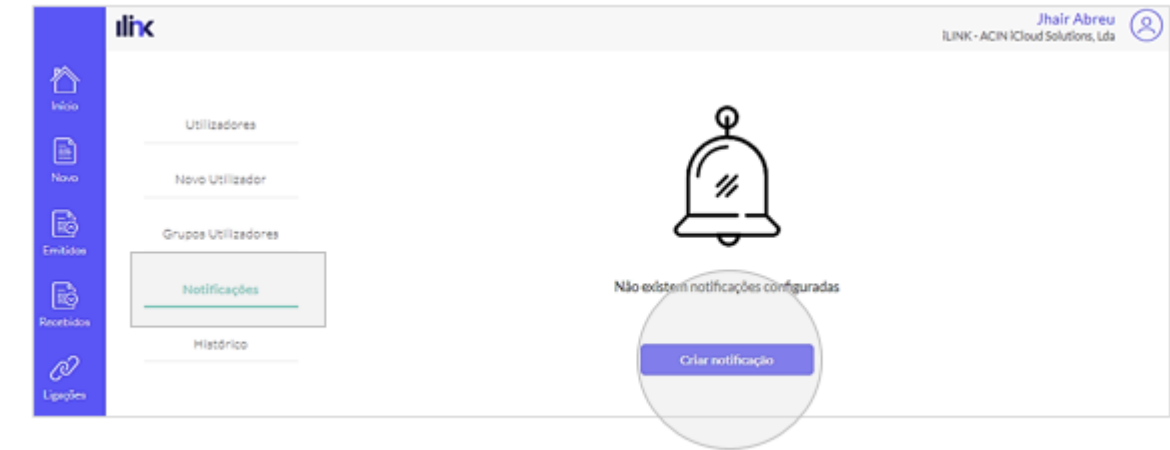 ilink
Jhair Abreu
iLINK - ACIN iCloud Solutions, Lda
Início
Novo
Emitidos
Recebidos
Ligações
Utilizadores
Novo Utilizador
Grupos Utilizadores
Notificações
Histórico
Não existem notificações configuradas
Criar notificação